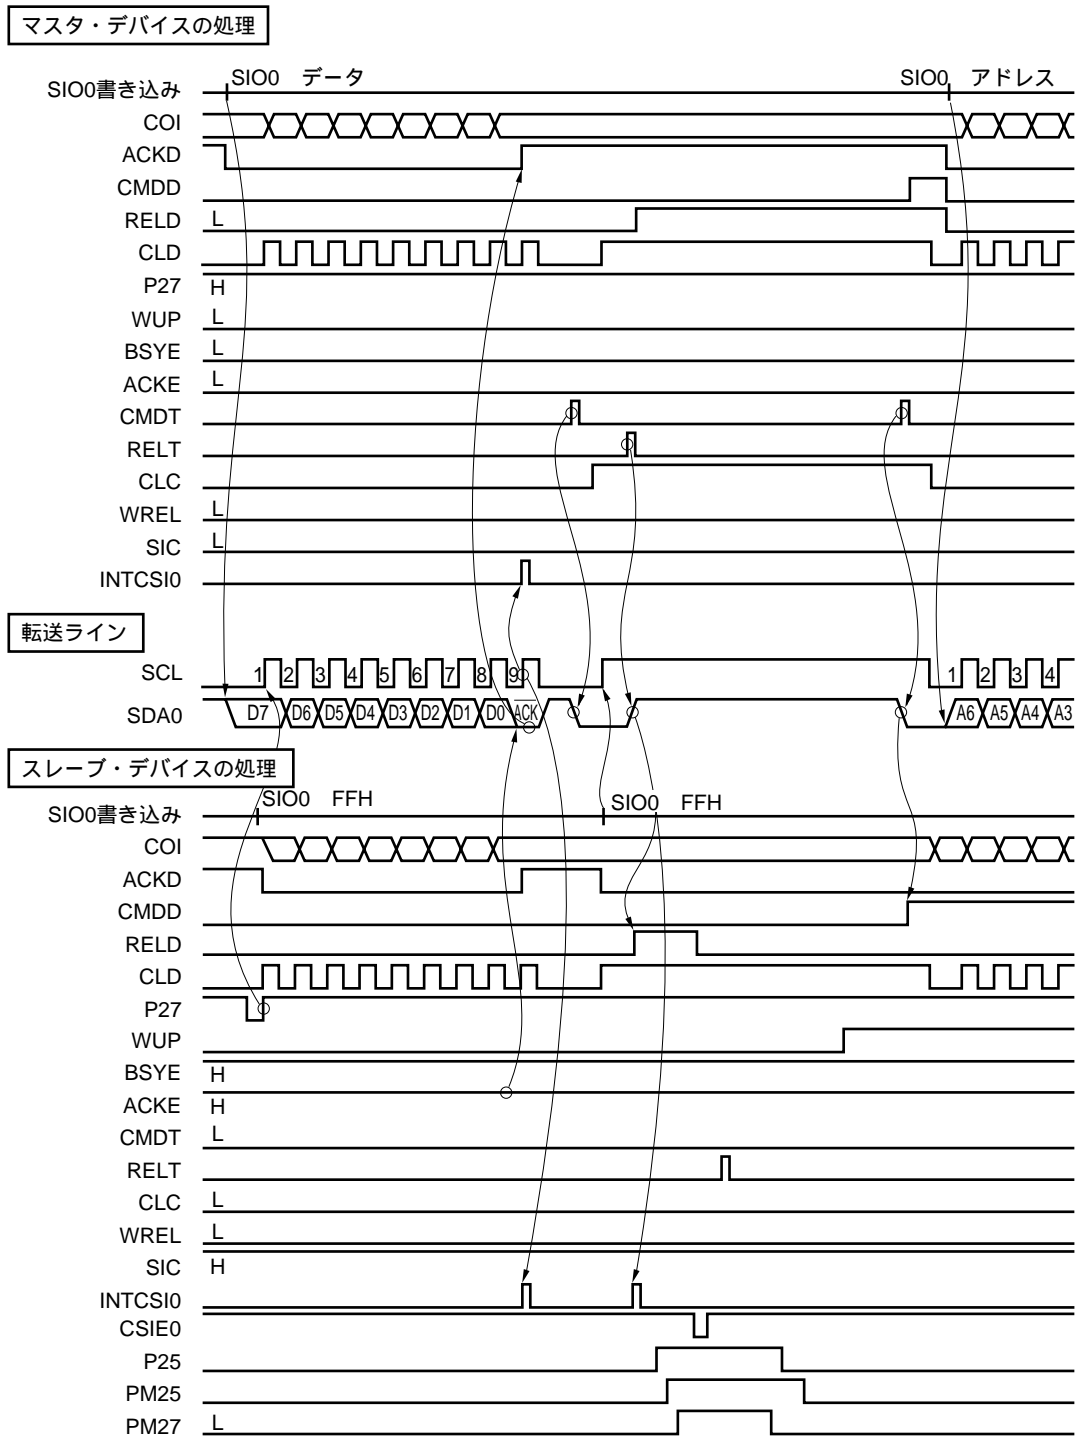 マスタ・デバイスの処理
SIO0書き込み SIO0 データ SIO0 アドレス
COI
ACKD
CMDD
RELD L
CLD
P27 H
WUP L
BSYE L
ACKE L
CMDT
RELT
CLC
WREL L
SIC L
INTCSI0
転送ライン
SCL 1 2 3 4 5 6 7 8 9 1 2 3 4
SDA0 D7 D6 D5 D4 D3 D2 D1 D0 ACK A6 A5 A4 A3
スレーブ・デバイスの処理
SIO0書き込み SIO0 FFH SIO0 FFH
COI
ACKD
CMDD
RELD
CLD
P27
WUP
BSYE H
ACKE H
CMDT L
RELT
CLC L
WREL L
SIC H
INTCSI0
CSIE0
P25
PM25
PM27 L